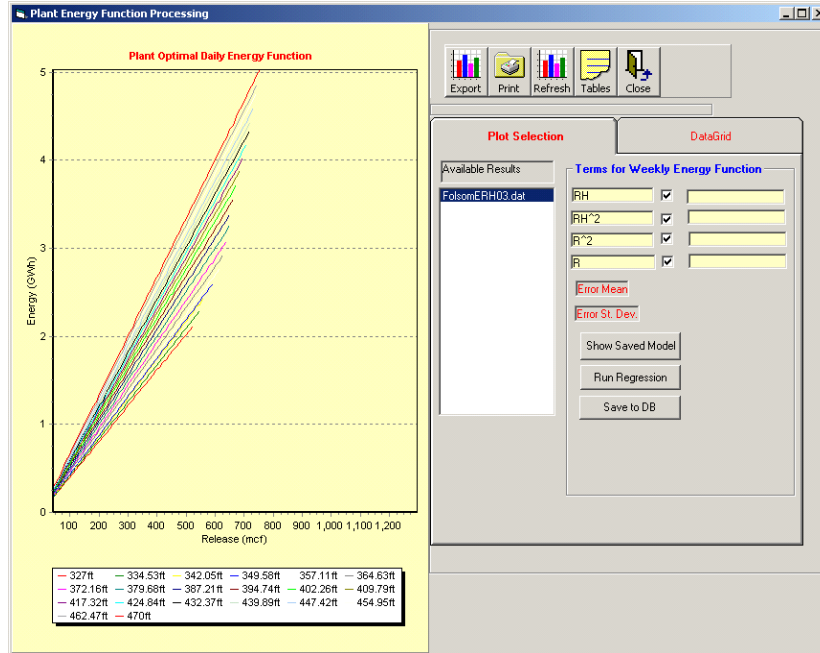 Plant Energy Function Processing
Plant Optimal Daily Energy Function
5
4
3
2
1
0
Energy (GWh)
100 200 300 400 500 600 700 800 900 1,000 1,100 1,200
Release (mcf)
327ft 334.53ft 342.05ft 349.58ft 357.11ft 364.63ft
372.16ft 379.68ft 387.21ft 394.74ft 402.26ft 409.79ft
417.32ft 424.84ft 432.37ft 439.89ft 447.42ft 454.95ft
462.47ft 470ft
Export Print Refresh Tables Close
Plot Selection DataGrid
Available Results
FolsomERH03.dat
Terms for Weekly Energy Function
RH
RH^2
R^2
R
Error Mean
Error St. Dev.
Show Saved Model
Run Regression
Save to DB